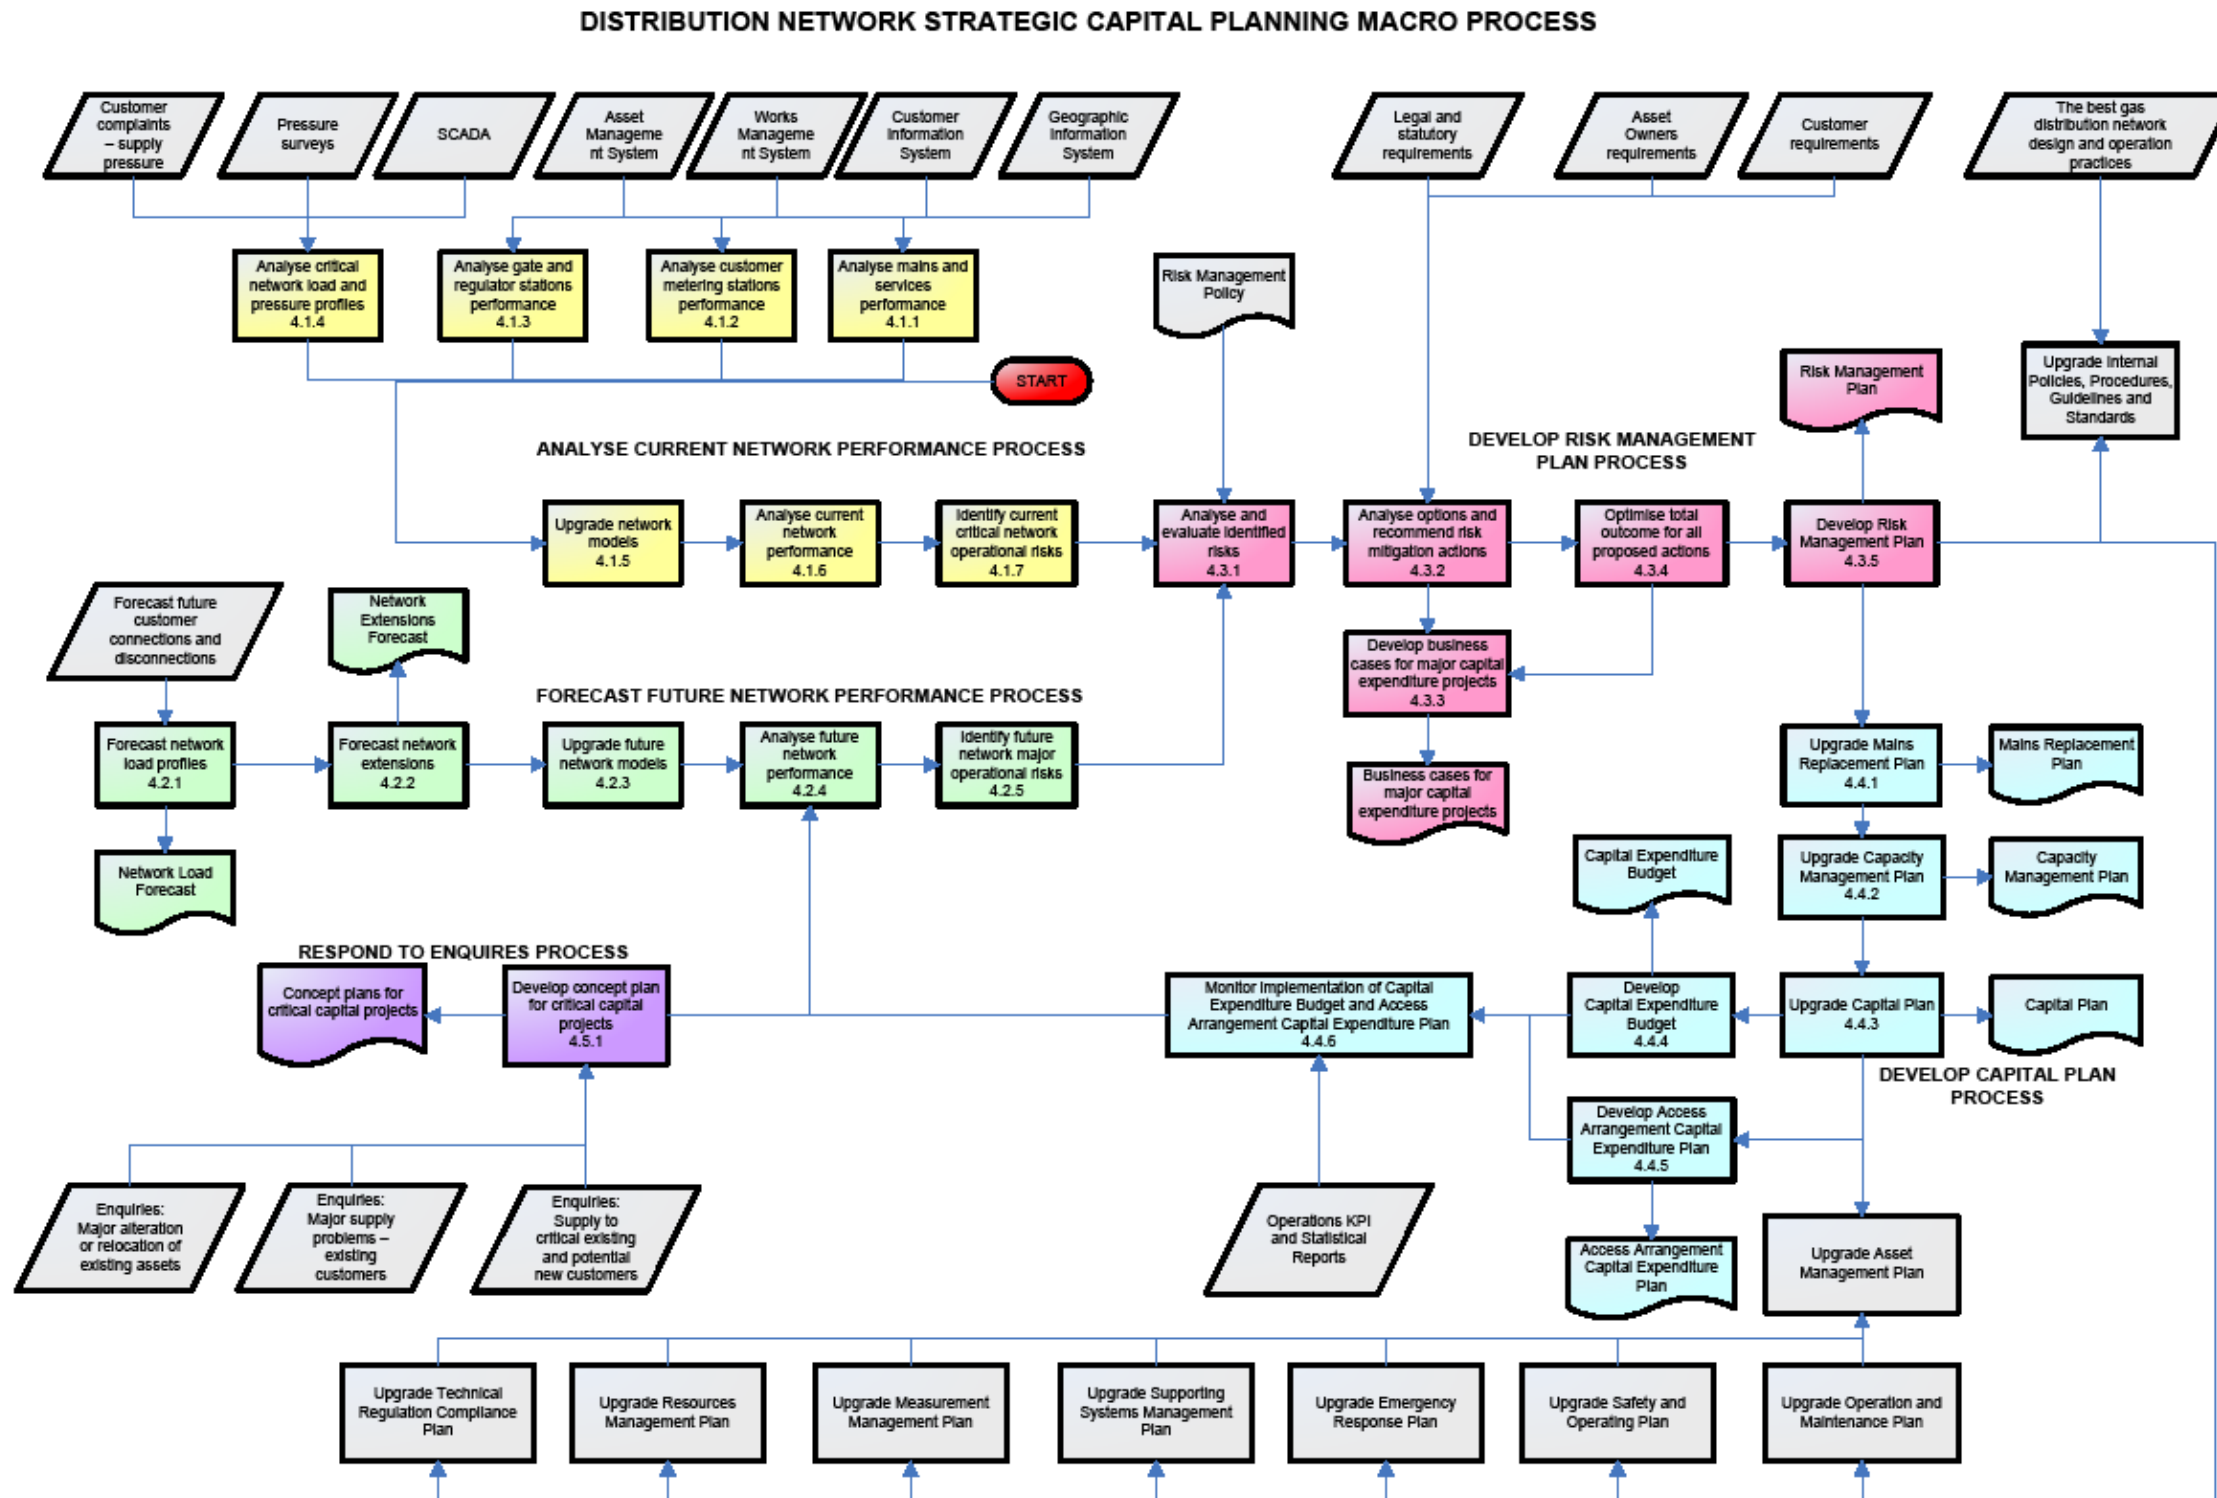 DISTRIBUTION NETWORK STRATEGIC CAPITAL PLANNING MACRO PROCESS
Customer
complaints
– supply
pressure
Pressure
surveys
SCADA
Asset
Manageme
nt System
Works
Manageme
nt System
Customer
Information
System
Geographic
Information
System
Legal and
statutory
requirements
Asset
Owners
requirements
Customer
requirements
The best gas
distribution network
design and operation
practices
Analyse critical
network load and
pressure profiles
4.1.4
Analyse gate and
regulator stations
performance
4.1.3
Analyse customer
metering stations
performance
4.1.2
Analyse mains and
services
performance
4.1.1
Risk Management
Policy
START
Risk Management
Plan
Upgrade Internal
Policies, Procedures,
Guidelines and
Standards
ANALYSE CURRENT NETWORK PERFORMANCE PROCESS
DEVELOP RISK MANAGEMENT
PLAN PROCESS
Upgrade network
models
4.1.5
Analyse current
network
performance
4.1.6
Identify current
critical network
operational risks
4.1.7
Analyse and
evaluate identified
risks
4.3.1
Analyse options and
recommend risk
mitigation actions
4.3.2
Optimise total
outcome for all
proposed actions
4.3.4
Develop Risk
Management Plan
4.3.5
Forecast future
customer
connections and
disconnections
Network
Extensions
Forecast
Develop business
cases for major capital
expenditure projects
4.3.3
FORECAST FUTURE NETWORK PERFORMANCE PROCESS
Forecast network
load profiles
4.2.1
Forecast network
extensions
4.2.2
Upgrade future
network models
4.2.3
Analyse future
network
performance
4.2.4
Identify future
network major
operational risks
4.2.5
Business cases for
major capital
expenditure projects
Upgrade Mains
Replacement Plan
4.4.1
Mains Replacement
Plan
Network Load
Forecast
Capital Expenditure
Budget
Upgrade Capacity
Management Plan
4.4.2
Capacity
Management Plan
RESPOND TO ENQUIRES PROCESS
Concept plans for
critical capital projects
Develop concept plan
for critical capital
projects
4.5.1
Monitor Implementation of Capital
Expenditure Budget and Access
Arrangement Capital Expenditure Plan
4.4.6
Develop
Capital Expenditure
Budget
4.4.4
Upgrade Capital Plan
4.4.3
Capital Plan
DEVELOP CAPITAL PLAN
PROCESS
Develop Access
Arrangement Capital
Expenditure Plan
4.4.5
Enquiries:
Major alteration
or relocation of
existing assets
Enquiries:
Major supply
problems –
existing
customers
Enquiries:
Supply to
critical existing
and potential
new customers
Operations KPI
and Statistical
Reports
Access Arrangement
Capital Expenditure
Plan
Upgrade Asset
Management Plan
Upgrade Technical
Regulation Compliance
Plan
Upgrade Resources
Management Plan
Upgrade Measurement
Management Plan
Upgrade Supporting
Systems Management
Plan
Upgrade Emergency
Response Plan
Upgrade Safety and
Operating Plan
Upgrade Operation and
Maintenance Plan